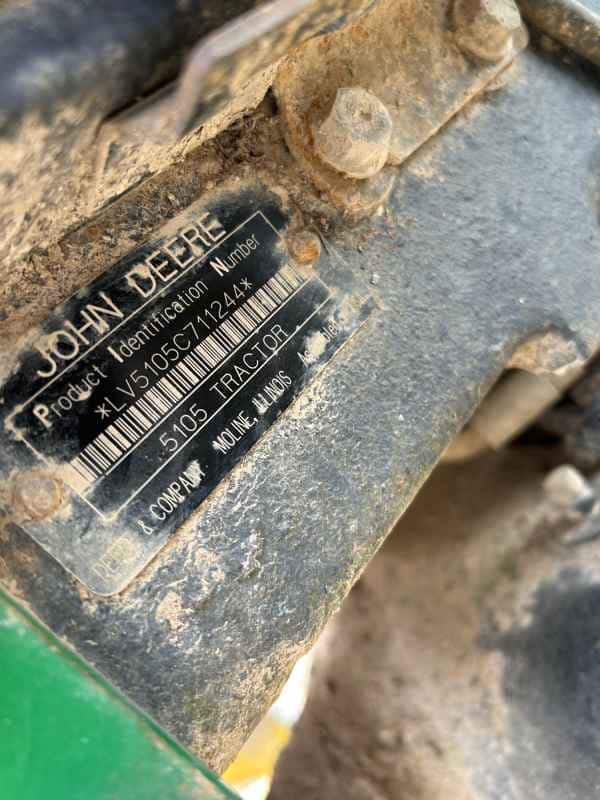 JOHN DEERE
Product Identification Number
*LV5105C711244*
5105 TRACTOR
& COMPANY MOLINE, ILLINOIS